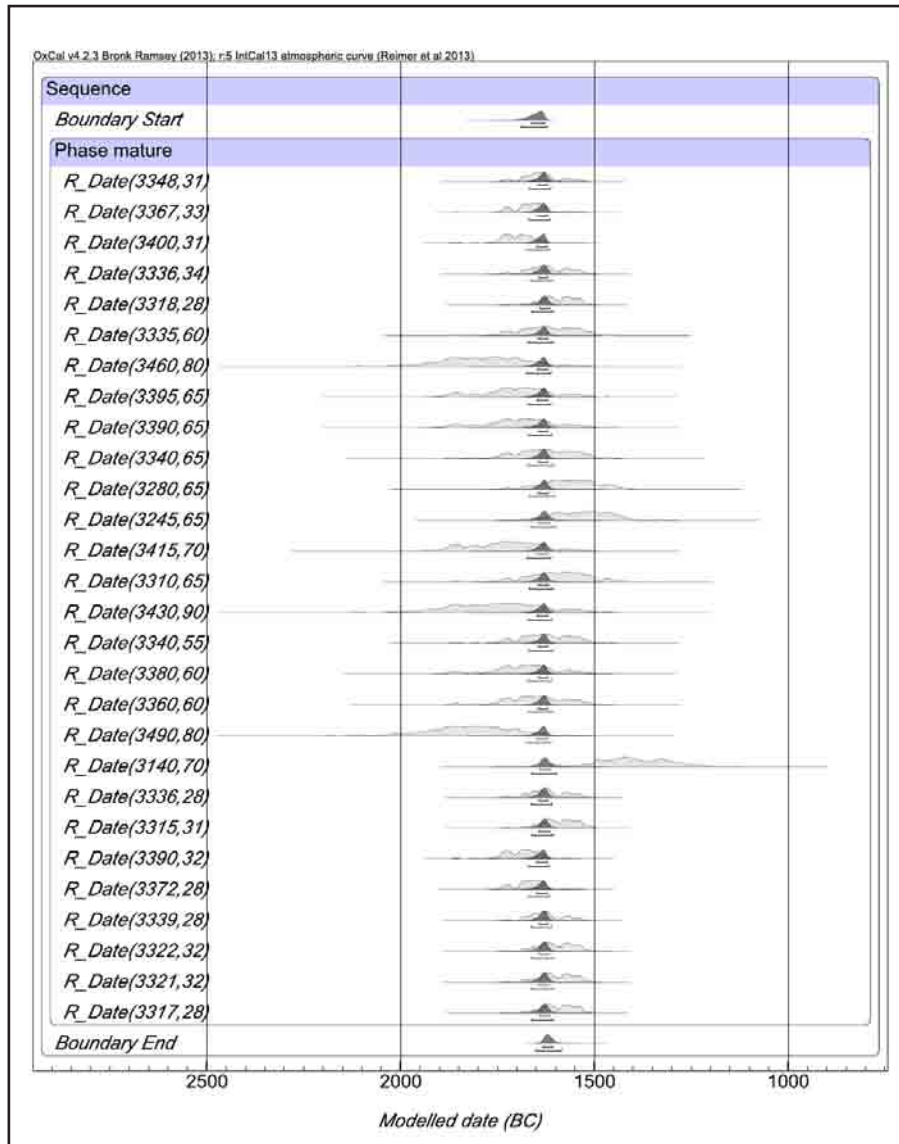 OxCal v4.2.3 Bronk Ramsey (2013); r:5 IntCal13 atmospheric curve (Reimer et al 2013)
Sequence
Boundary Start
Phase mature
R_Date(3348,31)
R_Date(3367,33)
R_Date(3400,31)
R_Date(3336,34)
R_Date(3318,28)
R_Date(3335,60)
R_Date(3460,80)
R_Date(3395,65)
R_Date(3390,65)
R_Date(3340,65)
R_Date(3280,65)
R_Date(3245,65)
R_Date(3415,70)
R_Date(3310,65)
R_Date(3430,90)
R_Date(3340,55)
R_Date(3380,60)
R_Date(3360,60)
R_Date(3490,80)
R_Date(3140,70)
R_Date(3336,28)
R_Date(3315,31)
R_Date(3390,32)
R_Date(3372,28)
R_Date(3339,28)
R_Date(3322,32)
R_Date(3321,32)
R_Date(3317,28)
Boundary End
2500 2000 1500 1000
Modelled date (BC)